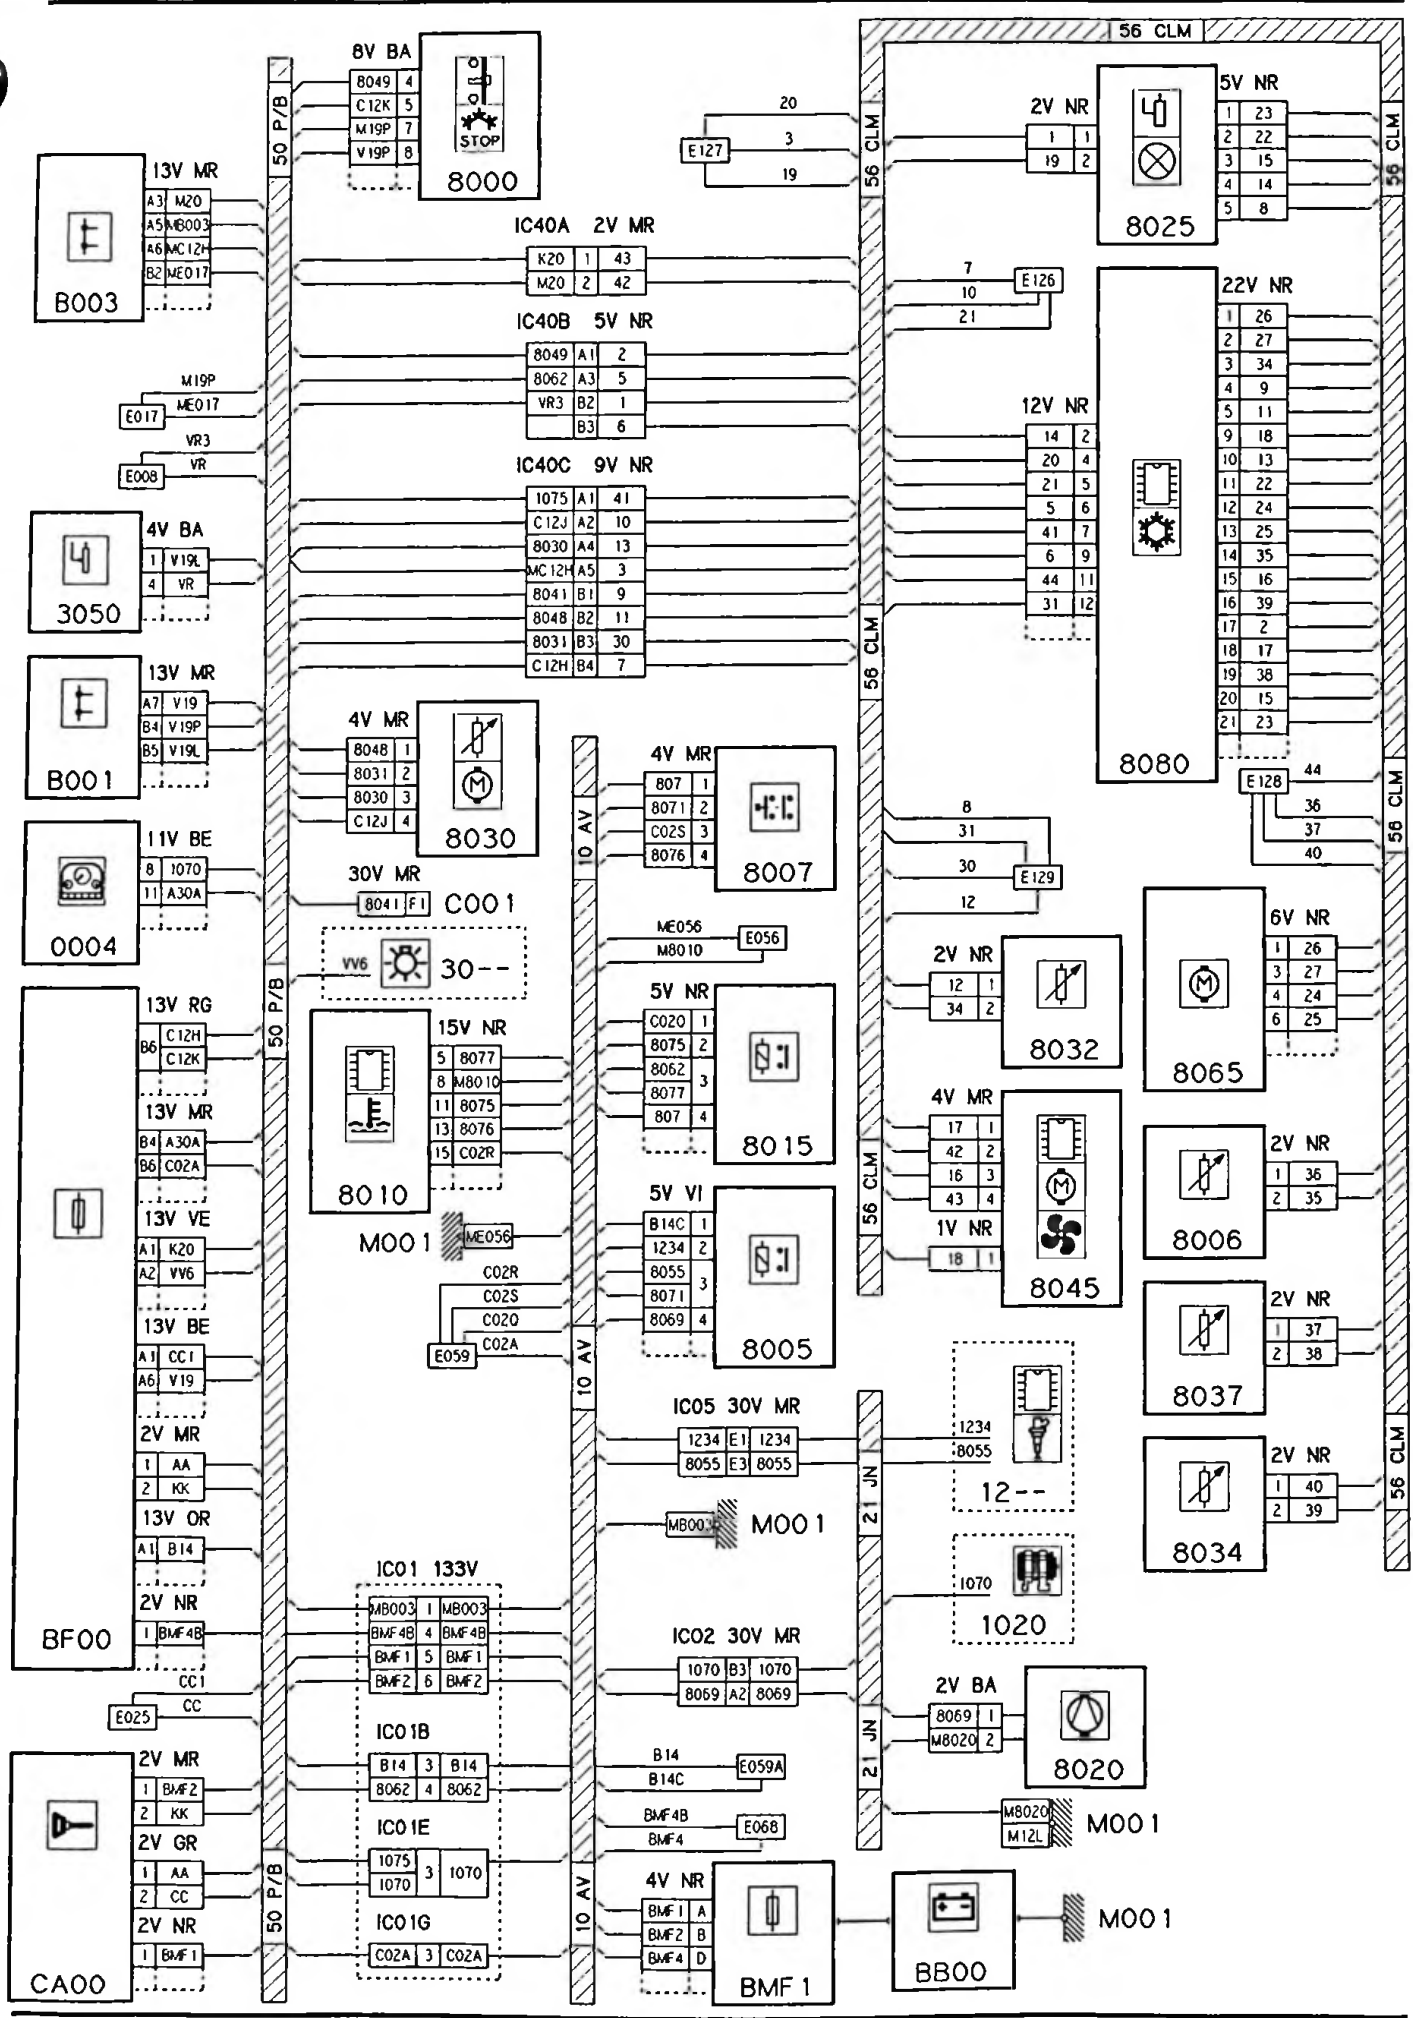 56 CLM
50 P/B
8V BA
8049 4
C12K 5
M19P 7
V19P 8
STOP
8000
13V MR
A3 M20
A5 MB003
A6 MC12H
B2 ME017
B003
20
E127 3
19
56 CLM
2V NR
1 1
19 2
8025
5V NR
1 23
2 22
3 15
4 14
5 8
56 CLM
IC40A 2V MR
K20 1 43
M20 2 42
IC40B 5V NR
8049 A1 2
8062 A3 5
VR3 B2 1
B3 6
IC40C 9V NR
1075 A1 41
C12J A2 10
8030 A4 13
MC12H A5 3
8041 B1 9
8048 B2 11
8031 B3 30
C12H B4 7
7
10
21
E126
M19P
E017 ME017
VR3
E008 VR
4V BA
1 V19L
4 VR
3050
13V MR
A7 V19
B4 V19P
B5 V19L
B001
11V BE
8 1070
11 A30A
0004
12V NR
14 2
20 4
21 5
5 6
41 7
6 9
44 11
31 12
8080
22V NR
1 26
2 27
3 34
4 9
5 11
9 18
10 13
11 22
12 24
13 25
14 35
15 16
16 39
17 2
18 17
19 38
20 15
21 23
56 CLM
4V MR
8048 1
8031 2
8030 3
C12J 4
8030
30V MR
8041 F1 C001
VV6 30--
50 P/B
10 AV
4V MR
807 1
8071 2
C02S 3
8076 4
8007
ME056
M8010
E056
8
31
30
12
E129
E128 44
36
37
40
56 CLM
2V NR
12 1
34 2
8032
6V NR
1 26
3 27
4 24
6 25
8065
13V RG
B6 C12H
C12K
13V MR
B4 A30A
B6 C02A
13V VE
A1 K20
A2 VV6
13V BE
A1 CC1
A6 V19
2V MR
1 AA
2 KK
13V OR
A1 B14
2V NR
1 BMF4B
BF00
15V NR
5 8077
8 M8010
11 8075
13 8076
15 C02R
8010
M001 ME056
C02R
C02S
C02Q
C02A
E059
5V NR
C020 1
8075 2
8062
8077 3
807 4
8015
5V VI
B14C 1
1234 2
8055
8071 3
8069 4
8005
10 AV
56 CLM
4V MR
17 1
42 2
16 3
43 4
1V NR
18 1
8045
2V NR
1 36
2 35
8006
2V NR
1 37
2 38
8037
2V NR
1 40
2 39
8034
56 CLM
IC05 30V MR
1234 E1 1234
8055 E3 8055
21 JN
1234
8055
12--
MB003 M001
1070
1020
IC01 133V
MB003 1 MB003
BMF4B 4 BMF4B
BMF1 5 BMF1
BMF2 6 BMF2
IC01B
B14 3 B14
8062 4 8062
IC01E
1075
1070 3 1070
IC01G
C02A 3 C02A
IC02 30V MR
1070 B3 1070
8069 A2 8069
21 JN
2V BA
8069 1
M8020 2
8020
M8020
M12L
M001
CC1
E025 CC
2V MR
1 BMF2
2 KK
2V GR
1 AA
2 CC
2V NR
1 BMF1
CA00
50 P/B
B14
B14C
E059A
BMF4B
BMF4
E068
10 AV
4V NR
BMF1 A
BMF2 B
BMF4 D
BMF1
BB00
M001